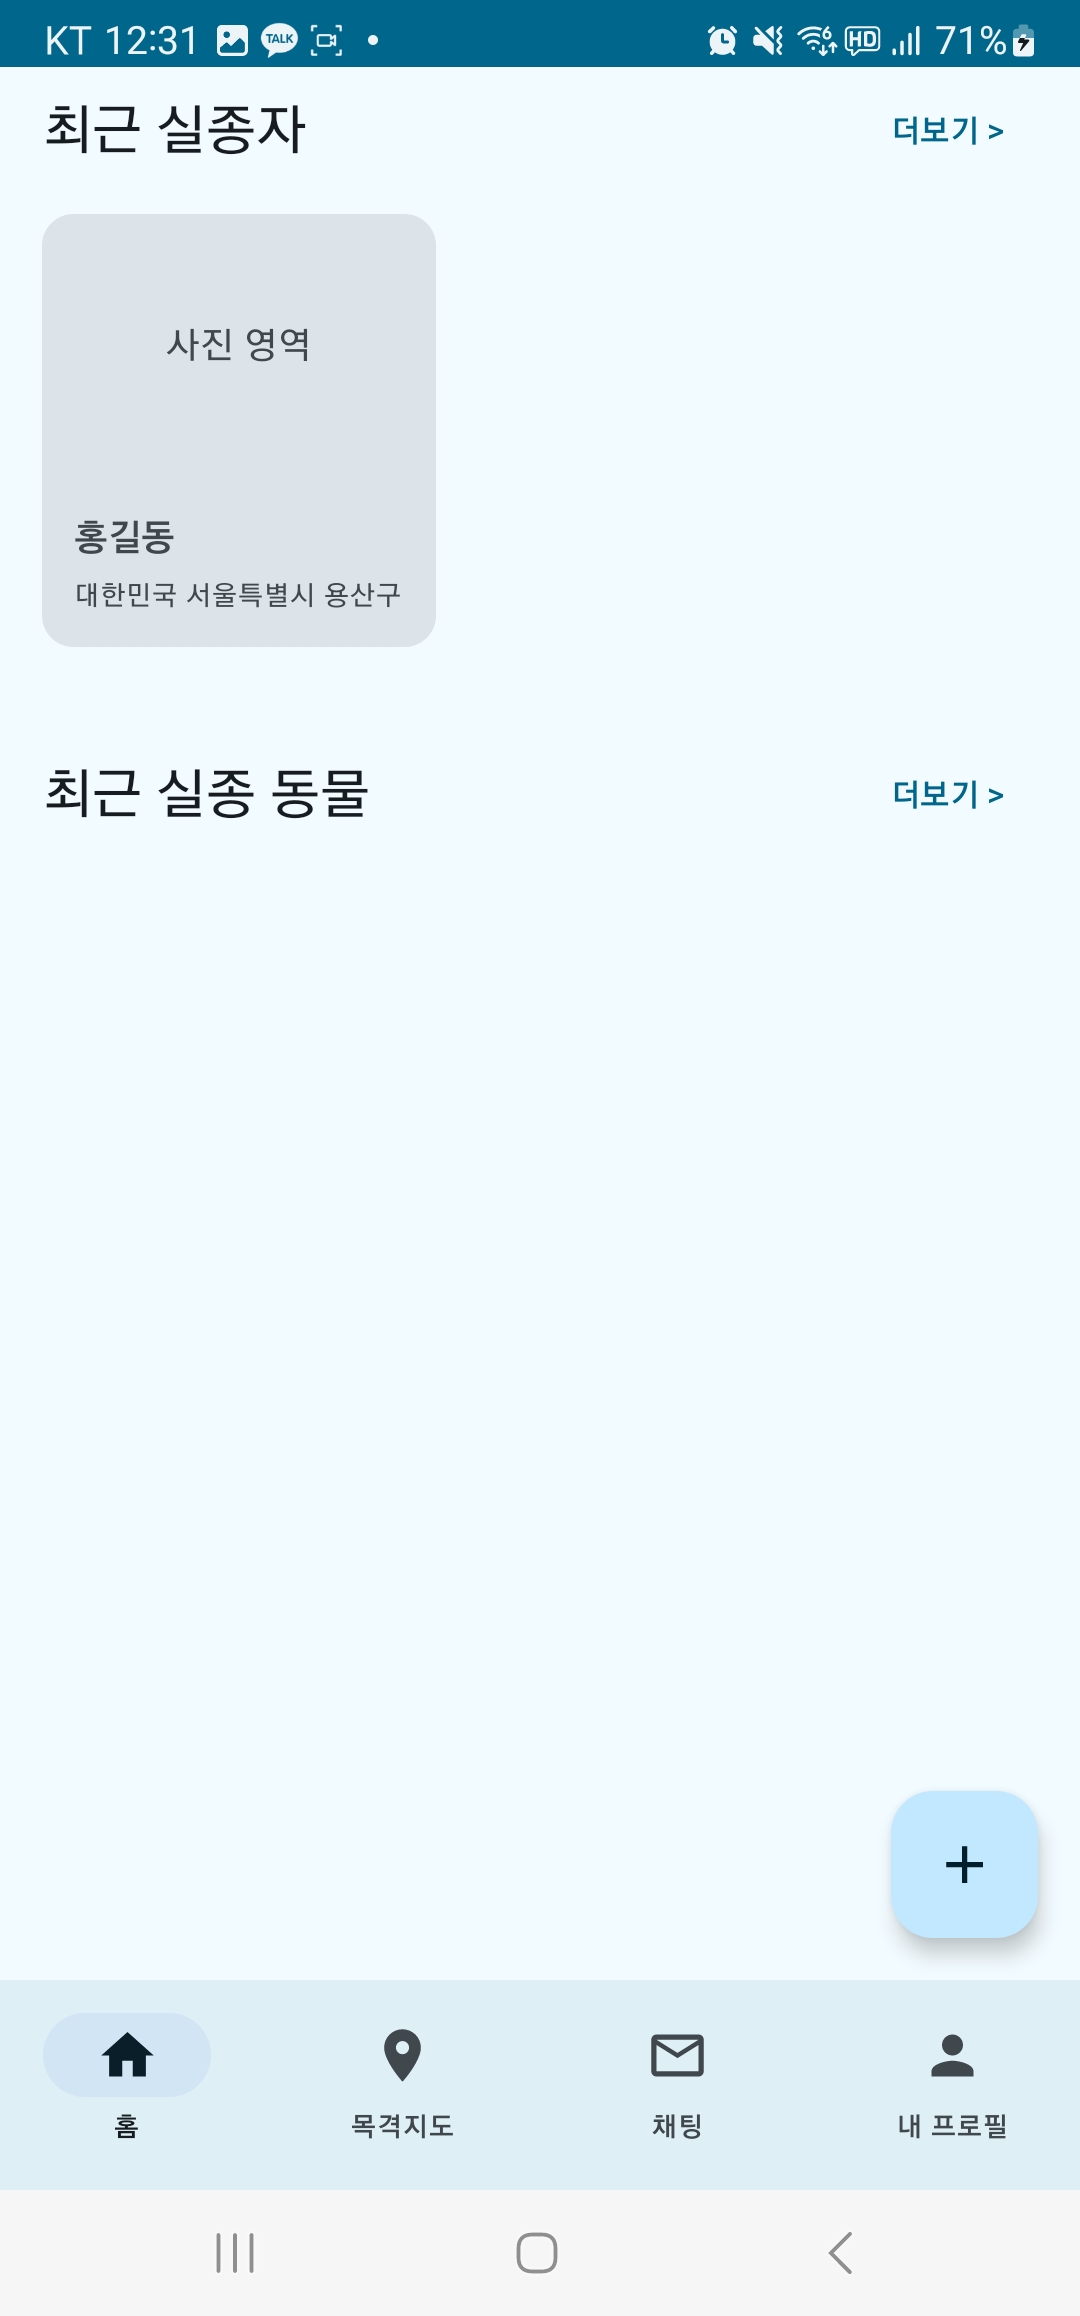 KT 12:31 TALK 6 HD 71%
최근 실종자 더보기 >
사진 영역
홍길동
대한민국 서울특별시 용산구
최근 실종 동물 더보기 >
홈 목격지도 채팅 내 프로필